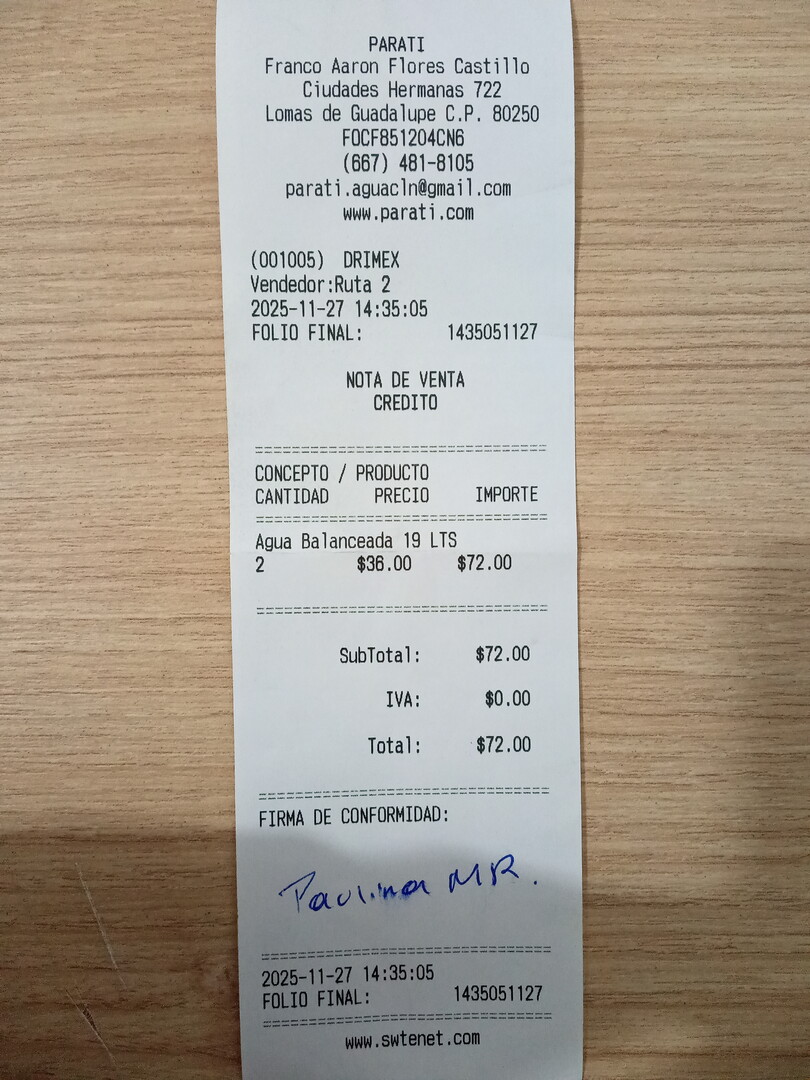 PARATI
Franco Aaron Flores Castillo
Ciudades Hermanas 722
Lomas de Guadalupe C.P. 80250
FOCF851204CN6
(667) 481-8105
parati.aguacln@gmail.com
www.parati.com
(001005) DRIMEX
Vendedor:Ruta 2
2025-11-27 14:35:05
FOLIO FINAL: 1435051127
NOTA DE VENTA
CREDITO
================================
CONCEPTO / PRODUCTO
CANTIDAD PRECIO IMPORTE
================================
Agua Balanceada 19 LTS
2 $36.00 $72.00
================================
SubTotal: $72.00
IVA: $0.00
Total: $72.00
================================
FIRMA DE CONFORMIDAD:
Paulina MR.
================================
2025-11-27 14:35:05
FOLIO FINAL: 1435051127
================================
www.swtenet.com